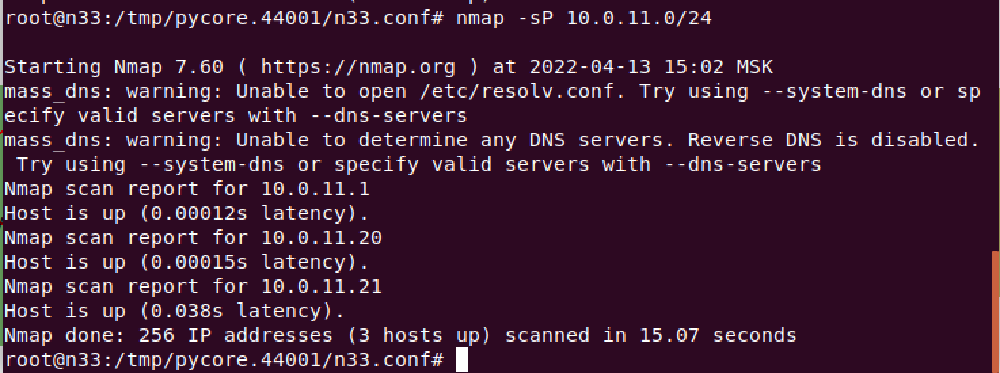 root@n33:/tmp/pycore.44001/n33.conf# nmap -sP 10.0.11.0/24
Starting Nmap 7.60 ( https://nmap.org ) at 2022-04-13 15:02 MSK
mass_dns: warning: Unable to open /etc/resolv.conf. Try using --system-dns or sp
ecify valid servers with --dns-servers
mass_dns: warning: Unable to determine any DNS servers. Reverse DNS is disabled.
 Try using --system-dns or specify valid servers with --dns-servers
Nmap scan report for 10.0.11.1
Host is up (0.00012s latency).
Nmap scan report for 10.0.11.20
Host is up (0.00015s latency).
Nmap scan report for 10.0.11.21
Host is up (0.038s latency).
Nmap done: 256 IP addresses (3 hosts up) scanned in 15.07 seconds
root@n33:/tmp/pycore.44001/n33.conf#